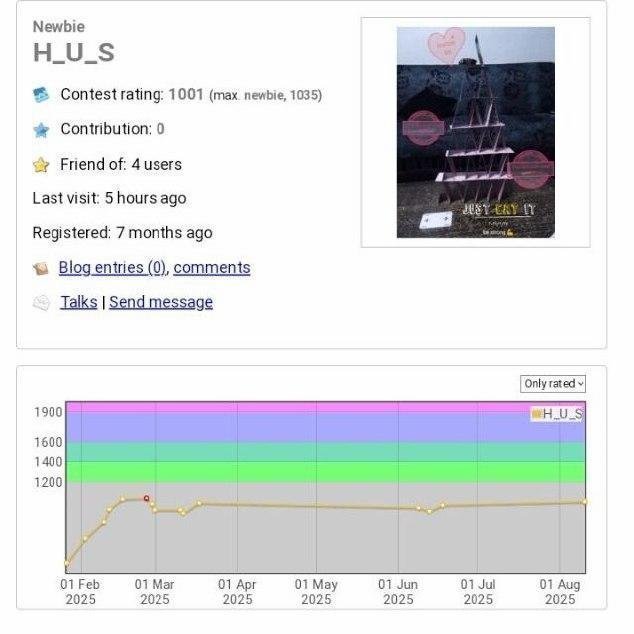 Newbie
H_U_S
Contest rating: 1001 (max. newbie, 1035)
Contribution: 0
Friend of: 4 users
Last visit: 5 hours ago
Registered: 7 months ago
Blog entries (0), comments
Talks | Send message
JUST TRY IT
be strong
Only rated
H_U_S
1900
1600
1400
1200
01 Feb 2025
01 Mar 2025
01 Apr 2025
01 May 2025
01 Jun 2025
01 Jul 2025
01 Aug 2025